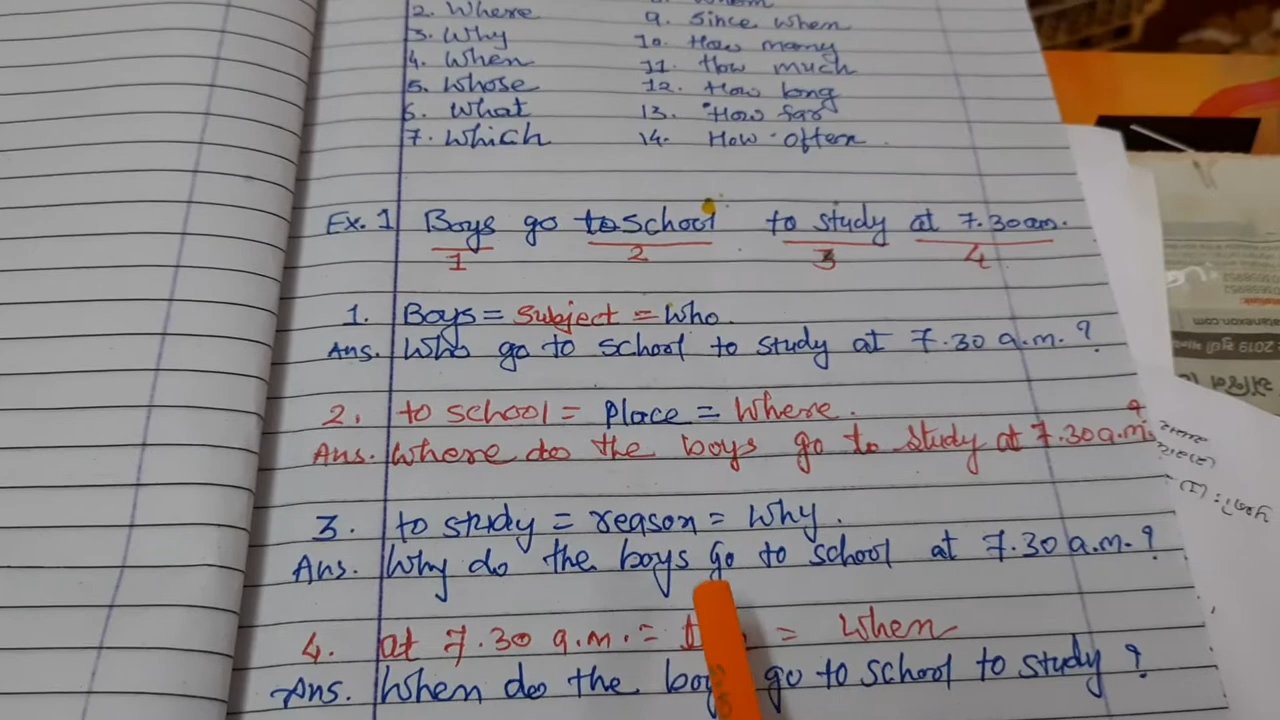 2. Where
3. Why
4. When
5. Whose
6. What
7. Which
9. Since when
10. How many
11. How much
12. How long
13. How far
14. How often
Ex. 1 Boys go to school to study at 7.30am.
1 2 3 4
1. Boys = Subject = Who.
Ans. Who go to school to study at 7.30 a.m.?
2. to school = Place = Where.
Ans. Where do the boys go to study at 7.30a.m.?
3. to study = reason = Why.
Ans. Why do the boys go to school at 7.30 a.m.?
4. at 7.30 a.m. = = When
Ans. When do the go to school to study?